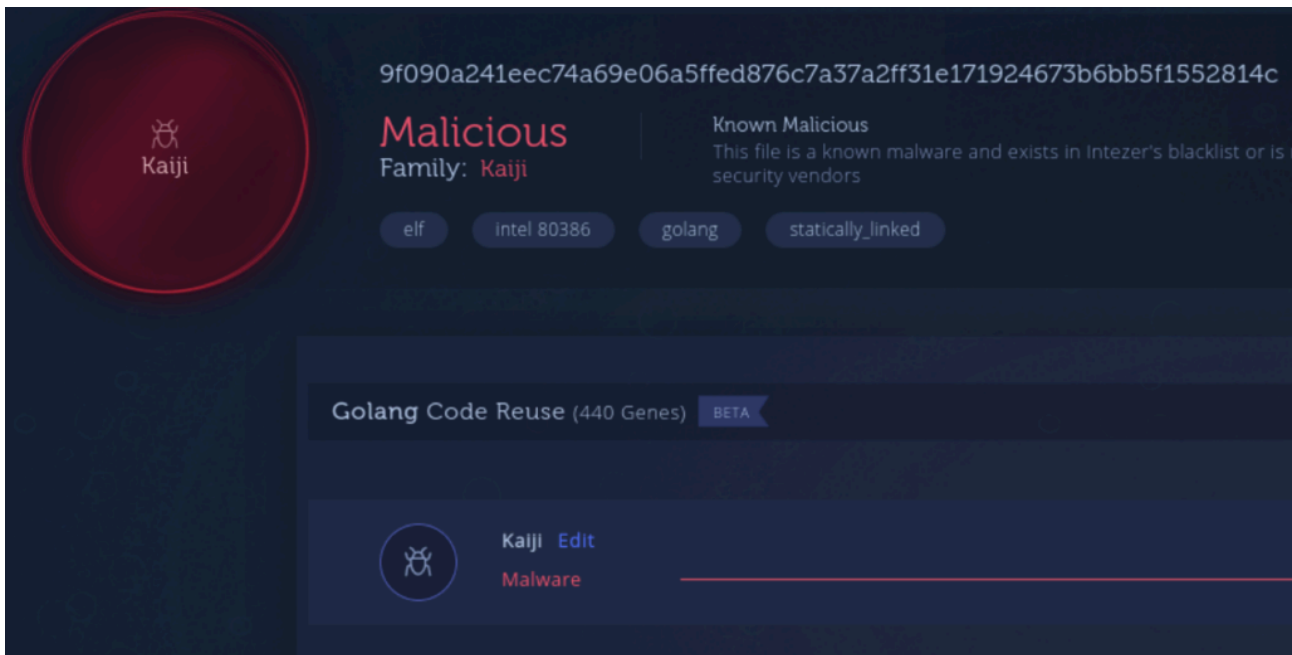 Kaiji
9f090a241eec74a69e06a5ffed876c7a37a2ff31e171924673b6bb5f1552814c
Malicious
Family: Kaiji
Known Malicious
This file is a known malware and exists in Intezer's blacklist or is
security vendors
elf intel 80386 golang statically_linked
Golang Code Reuse (440 Genes) BETA
Kaiji Edit
Malware